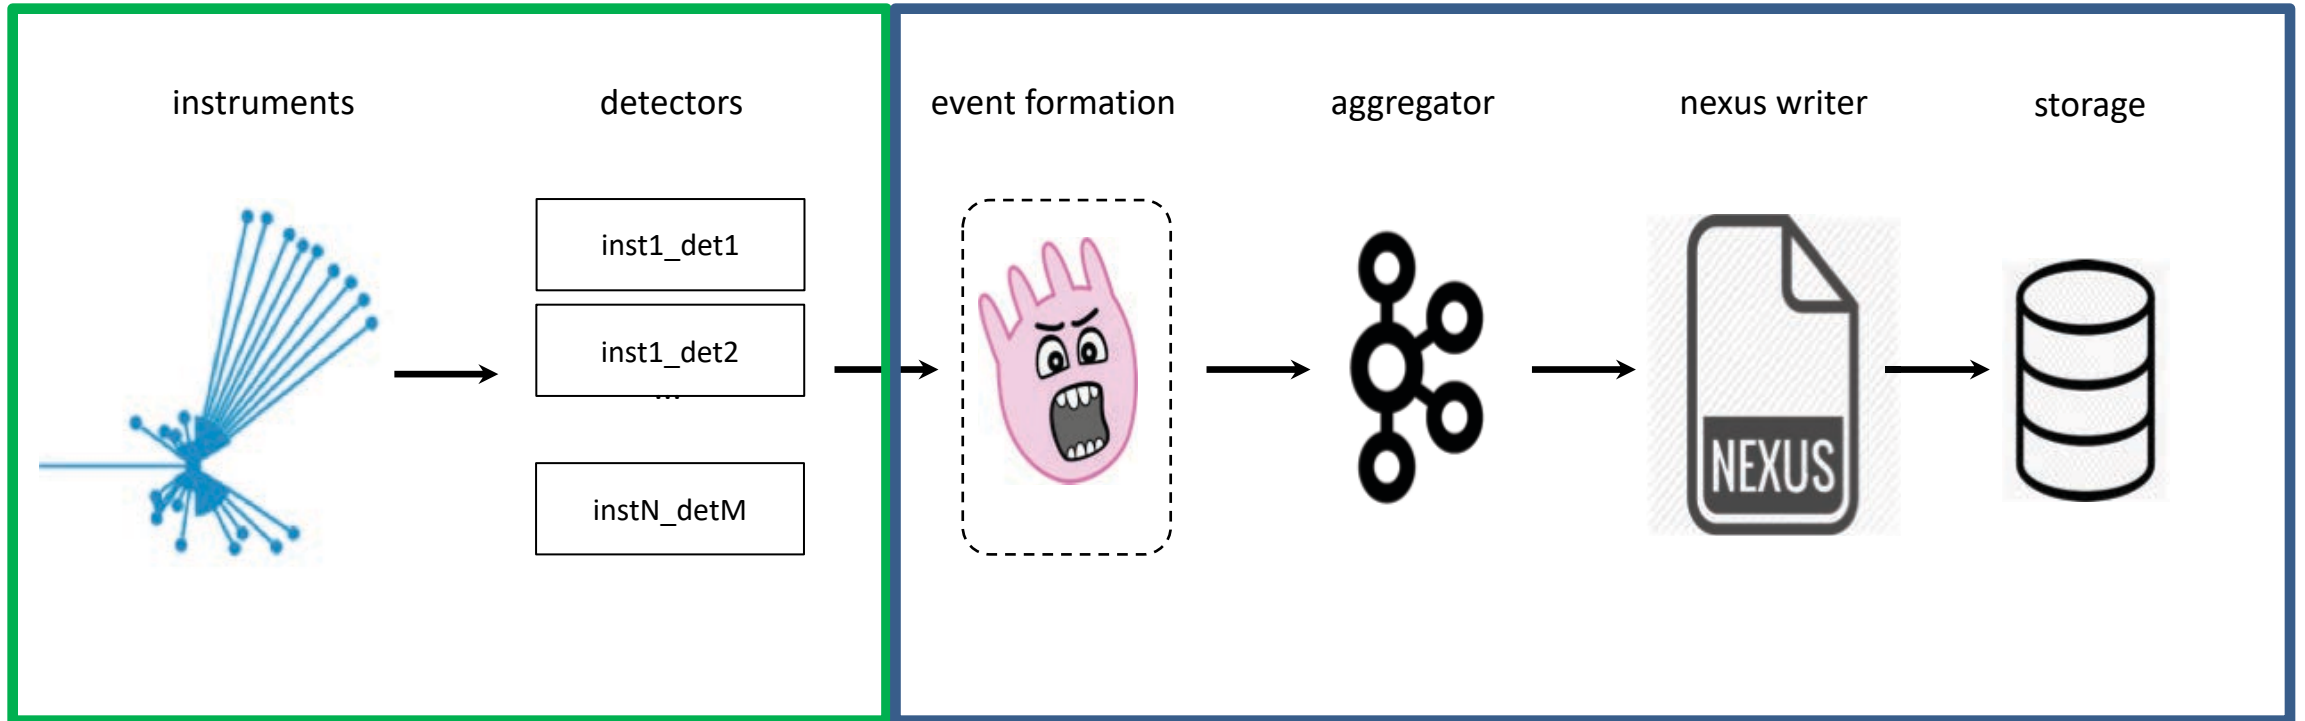 instruments
detectors
event formation
aggregator
nexus writer
storage
inst1_det1
inst1_det2
...
instN_detM
NEXUS